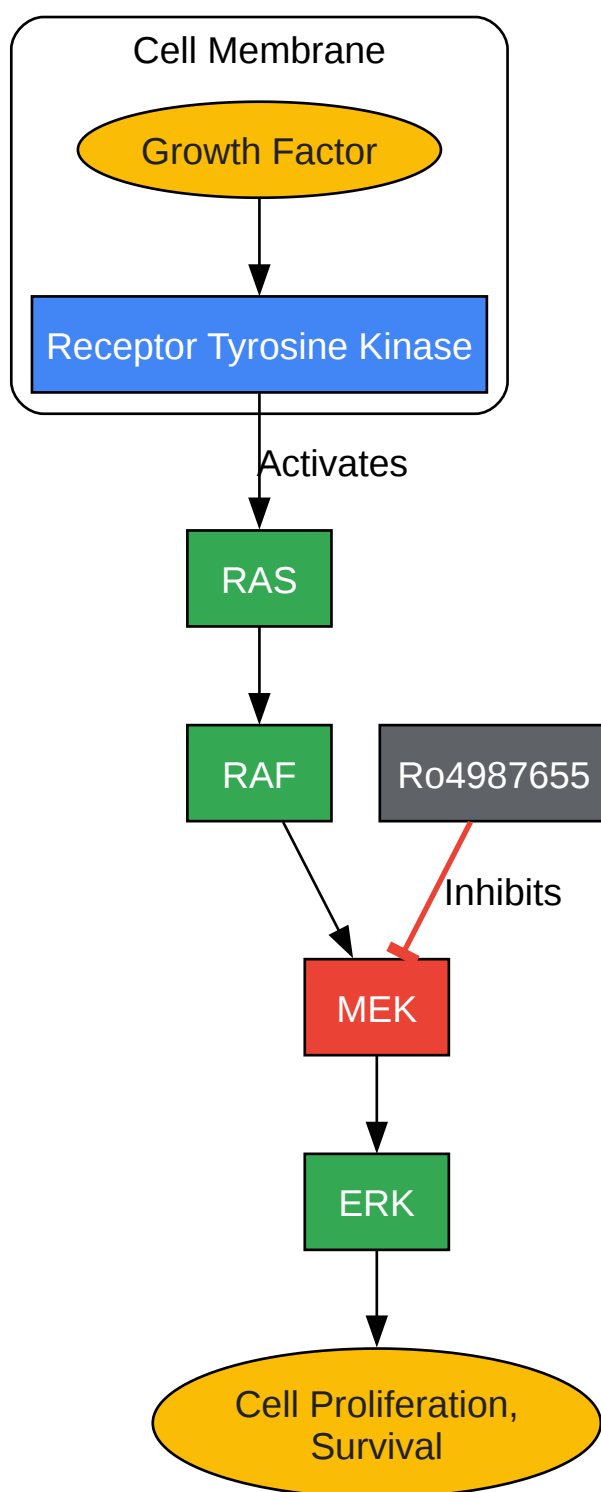 Cell Membrane
Growth Factor
Receptor Tyrosine Kinase
Activates
RAS
RAF
Ro4987655
Inhibits
MEK
ERK
Cell Proliferation,
Survival